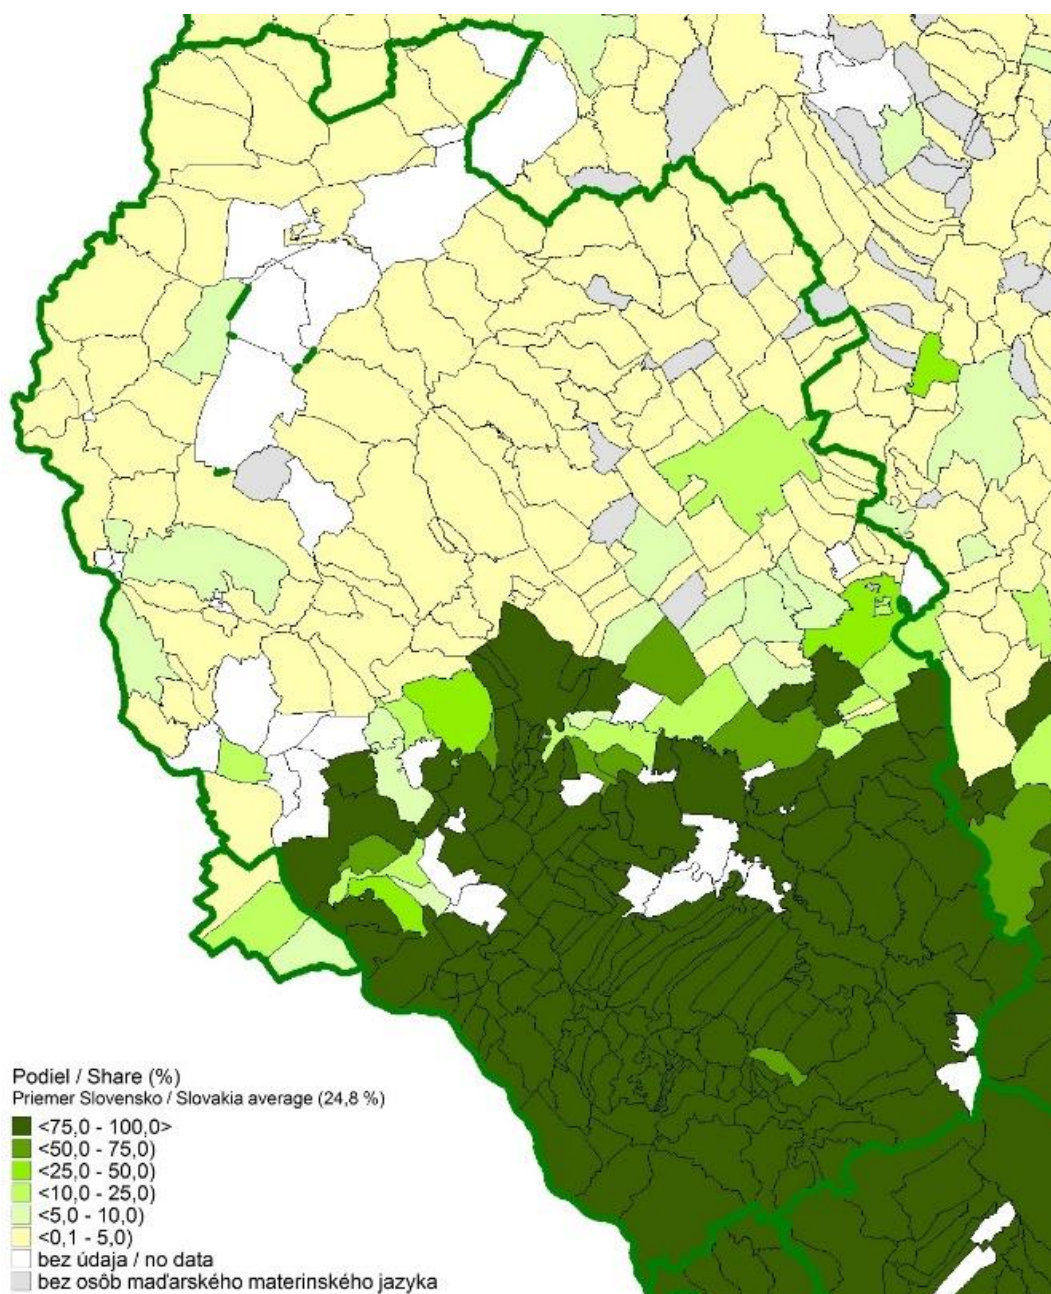 Podiel / Share (%)
Priemer Slovensko / Slovakia average (24,8 %)
<75,0 - 100,0>
<50,0 - 75,0)
<25,0 - 50,0)
<10,0 - 25,0)
<5,0 - 10,0)
<0,1 - 5,0)
bez údaja / no data
bez osôb maďarského materinského jazyka